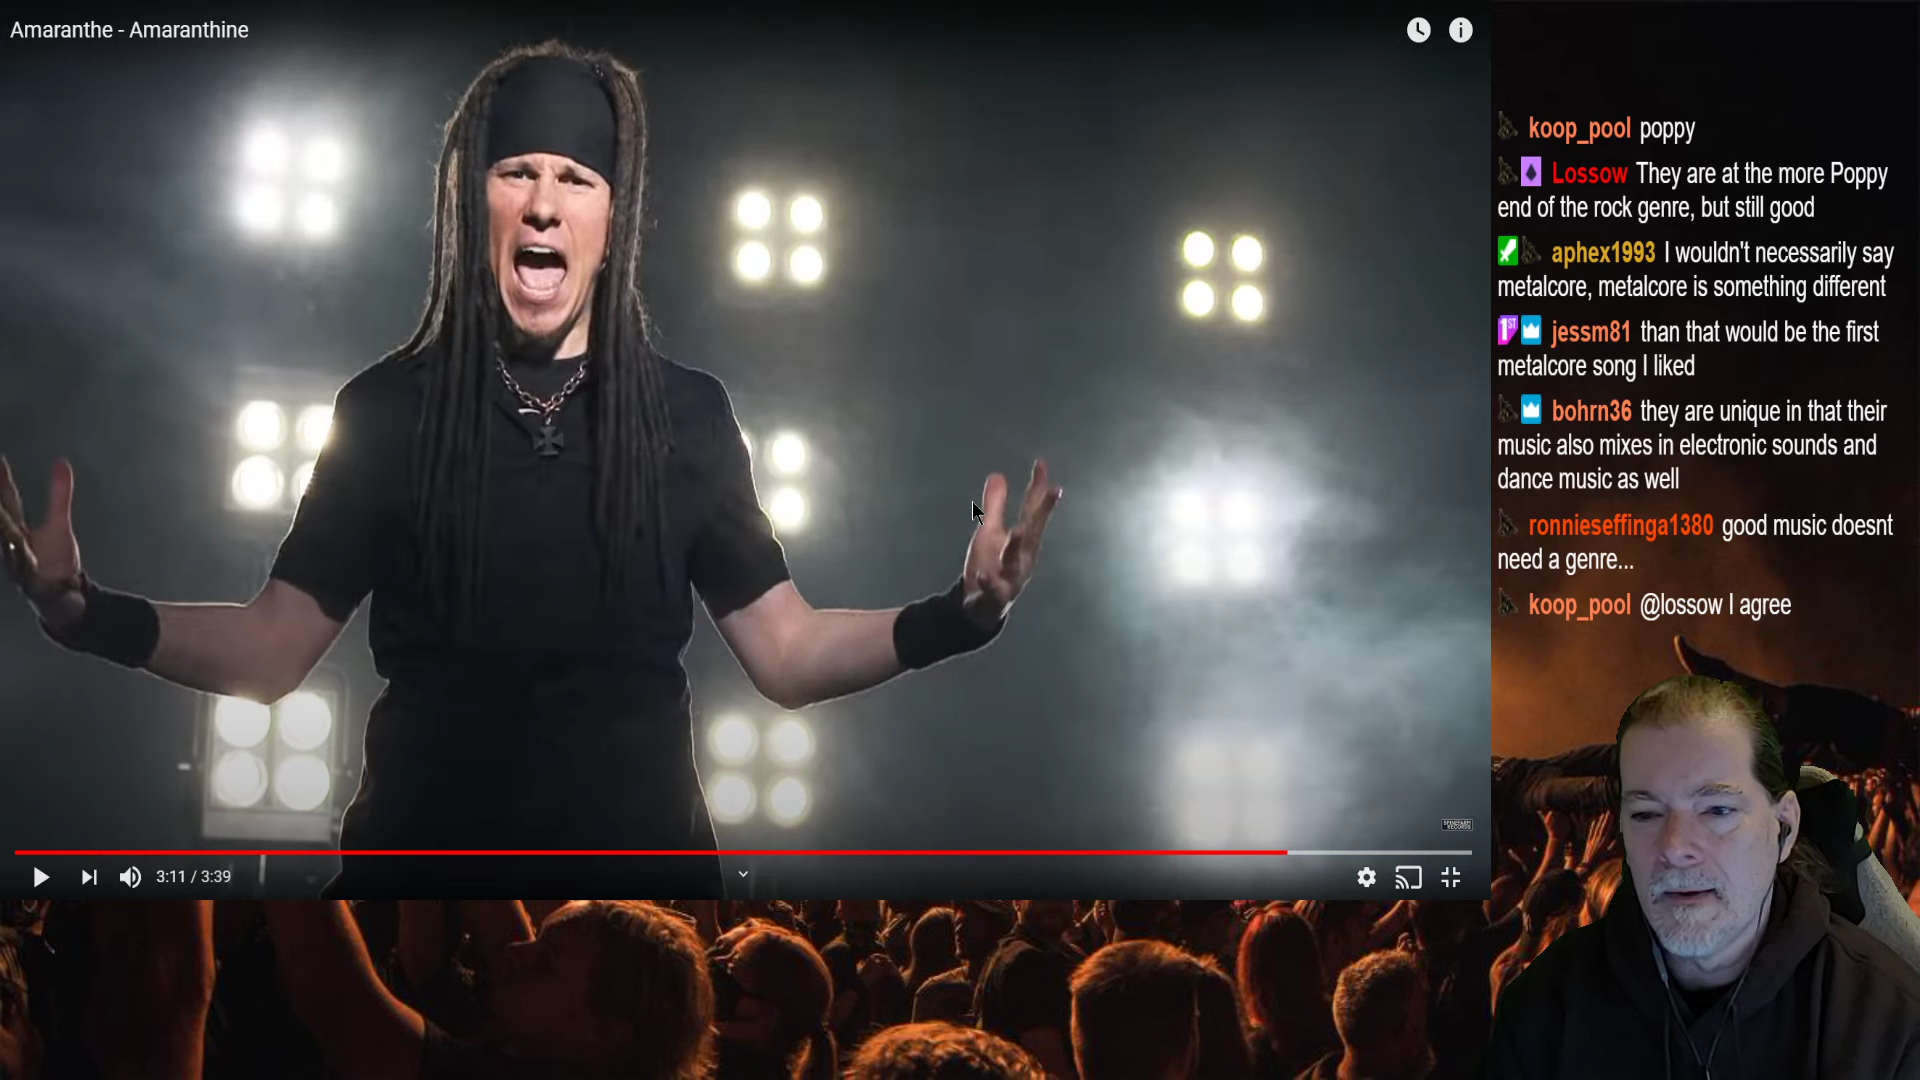 Amaranthe - Amaranthine
koop_pool poppy
Lossow They are at the more Poppy
end of the rock genre, but still good
aphex1993 I wouldn't necessarily say
metalcore, metalcore is something different
1ST jessm81 than that would be the first
metalcore song I liked
bohrn36 they are unique in that their
music also mixes in electronic sounds and
dance music as well
ronnieseffinga1380 good music doesnt
need a genre...
koop_pool @lossow I agree
SPINEFARM
RECORDS
3:11 / 3:39